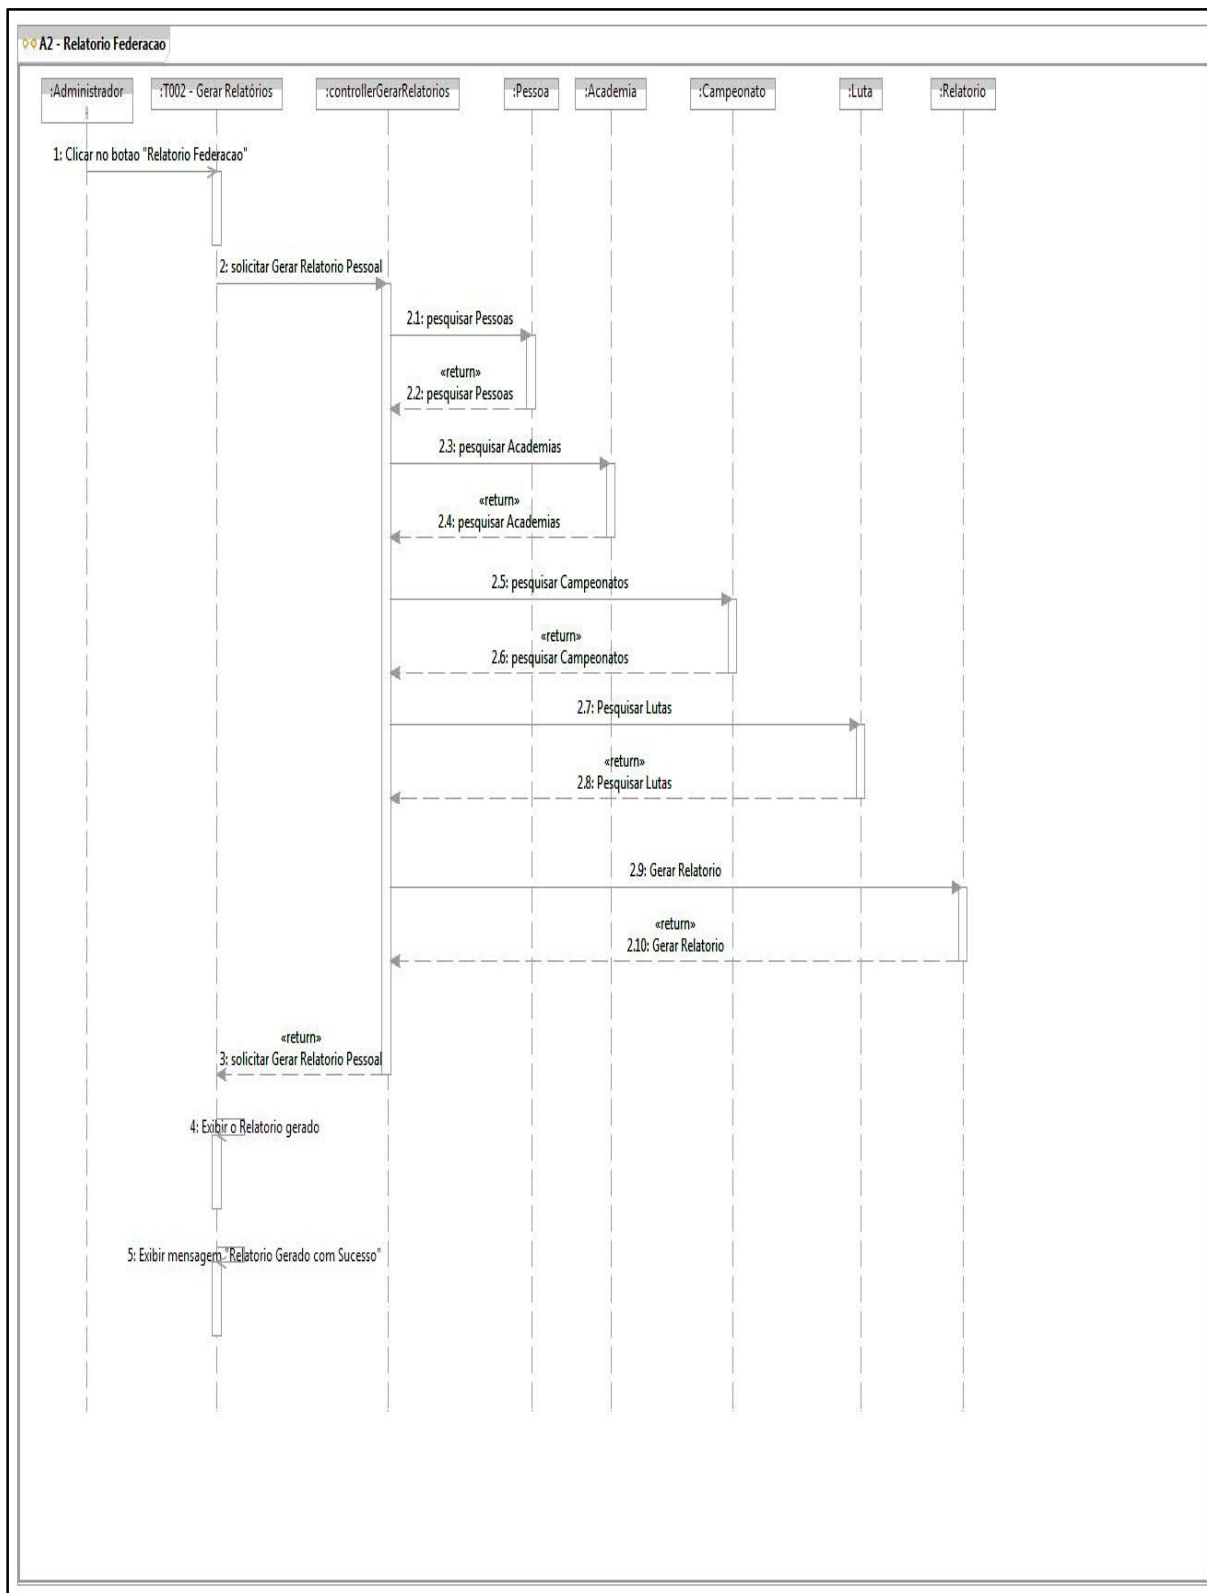 A2 - Relatorio Federacao
:Administrador
:T002 - Gerar Relatórios
:controllerGerarRelatorios
:Pessoa
:Academia
:Campeonato
:Luta
:Relatorio
1: Clicar no botao "Relatorio Federacao"
2: solicitar Gerar Relatorio Pessoal
2.1: pesquisar Pessoas
«return»
2.2: pesquisar Pessoas
2.3: pesquisar Academias
«return»
2.4: pesquisar Academias
2.5: pesquisar Campeonatos
«return»
2.6: pesquisar Campeonatos
2.7: Pesquisar Lutas
«return»
2.8: Pesquisar Lutas
2.9: Gerar Relatorio
«return»
2.10: Gerar Relatorio
«return»
3: solicitar Gerar Relatorio Pessoal
4: Exibir o Relatorio gerado
5: Exibir mensagem "Relatorio Gerado com Sucesso"